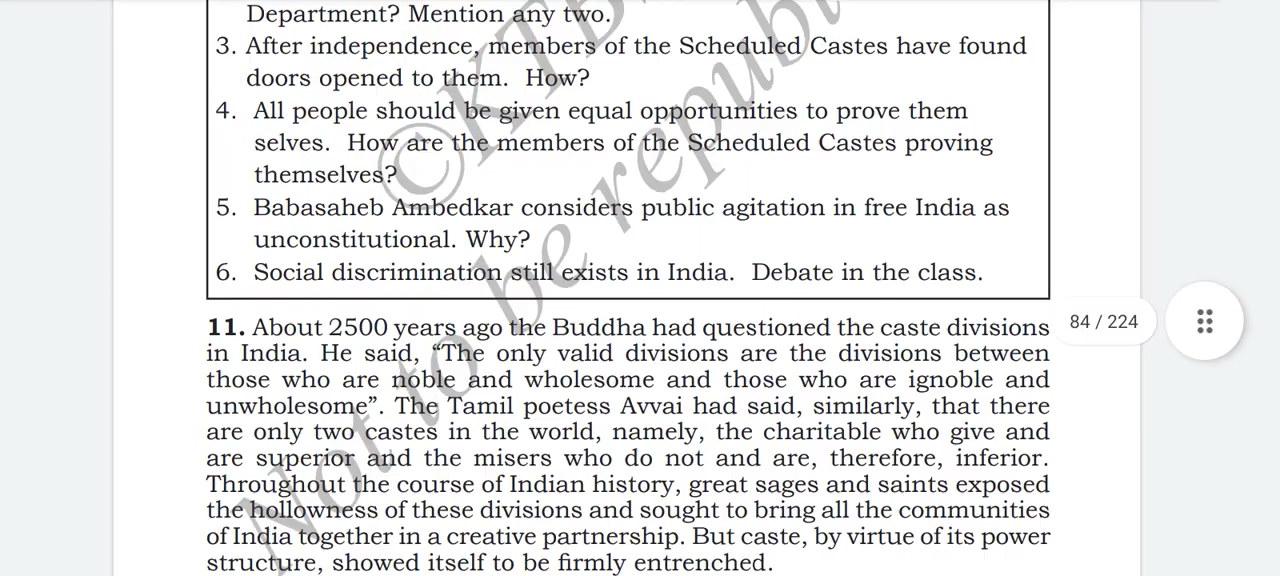 Department? Mention any two.
3. After independence, members of the Scheduled Castes have found
doors opened to them. How?
4. All people should be given equal opportunities to prove them
selves. How are the members of the Scheduled Castes proving
themselves?
5. Babasaheb Ambedkar considers public agitation in free India as
unconstitutional. Why?
6. Social discrimination still exists in India. Debate in the class.
11. About 2500 years ago the Buddha had questioned the caste divisions
in India. He said, “The only valid divisions are the divisions between
those who are noble and wholesome and those who are ignoble and
unwholesome”. The Tamil poetess Avvai had said, similarly, that there
are only two castes in the world, namely, the charitable who give and
are superior and the misers who do not and are, therefore, inferior.
Throughout the course of Indian history, great sages and saints exposed
the hollowness of these divisions and sought to bring all the communities
of India together in a creative partnership. But caste, by virtue of its power
structure, showed itself to be firmly entrenched.
84 / 224
©KTB
Not to be republi